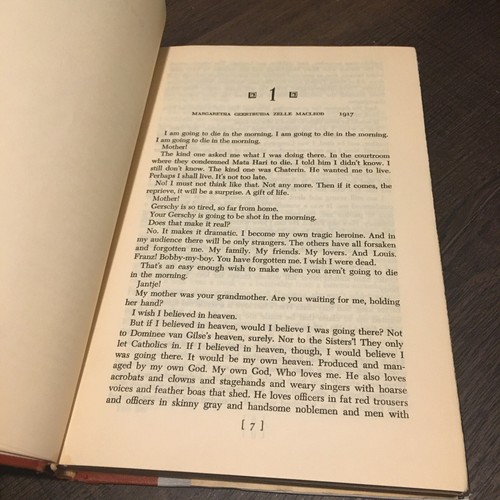 1
MARGARETHA GEERTRUIDA ZELLE MACLEOD 1917
I am going to die in the morning. I am going to die in the morning.
I am going to die in the morning.
Mother!
The kind one asked me what I was doing there. In the courtroom
where they condemned Mata Hari to die. I told him I didn't know. I
still don't know. The kind one was Chaterin. He wanted me to live.
Perhaps I shall live. It's not too late.
No! I must not think like that. Not any more. Then if it comes, the
reprieve, it will be a surprise. A gift of life.
Mother!
Gerschy is so tired, so far from home.
Your Gerschy is going to be shot in the morning.
Does that make it real?
No. It makes it dramatic. I become my own tragic heroine. And in
my audience there will be only strangers. The others have all forsaken
and forgotten me. My family. My friends. My lovers. And Louis.
Franz! Bobby-my-boy. You have forgotten me. I wish I were dead.
That's an easy enough wish to make when you aren't going to die
in the morning.
Jantje!
My mother was your grandmother. Are you waiting for me, holding
her hand?
I wish I believed in heaven.
But if I believed in heaven, would I believe I was going there? Not
to Dominee van Gilse's heaven, surely. Nor to the Sisters'! They only
let Catholics in. If I believed in heaven, though, I would believe I
was going there. It would be my own heaven. Produced and man-
aged by my own God. My own God, Who loves me. He also loves
acrobats and clowns and stagehands and weary singers with hoarse
voices and feather boas that shed. He loves officers in fat red trousers
and officers in skinny gray and handsome noblemen and men with
[ 7 ]